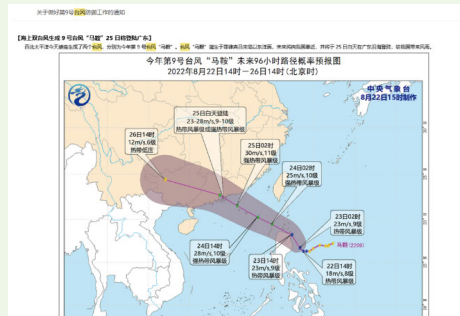 关于做好第9号台风防御工作的通知
【海上双台风生成 9 号台风“马鞍”25 日将登陆广东】
今年第9号台风“马鞍”未来96小时路径概率预报图
2022年8月22日14时—26日14时(北京时)
中央气象台
8月22日15时制作
25日白天登陆
23-28m/s,9-10级
热带风暴级或强热带风暴级
26日14时
12m/s,6级
热带低压
25日02时
30m/s,11级
强热带风暴级
24日02时
25m/s,10级
强热带风暴级
23日02时
23m/s,9级
热带风暴级
马鞍 (2209)
24日14时
28m/s,10级
强热带风暴级
23日14时
23m/s,9级
热带风暴级
22日14时
18m/s,8级
热带风暴级